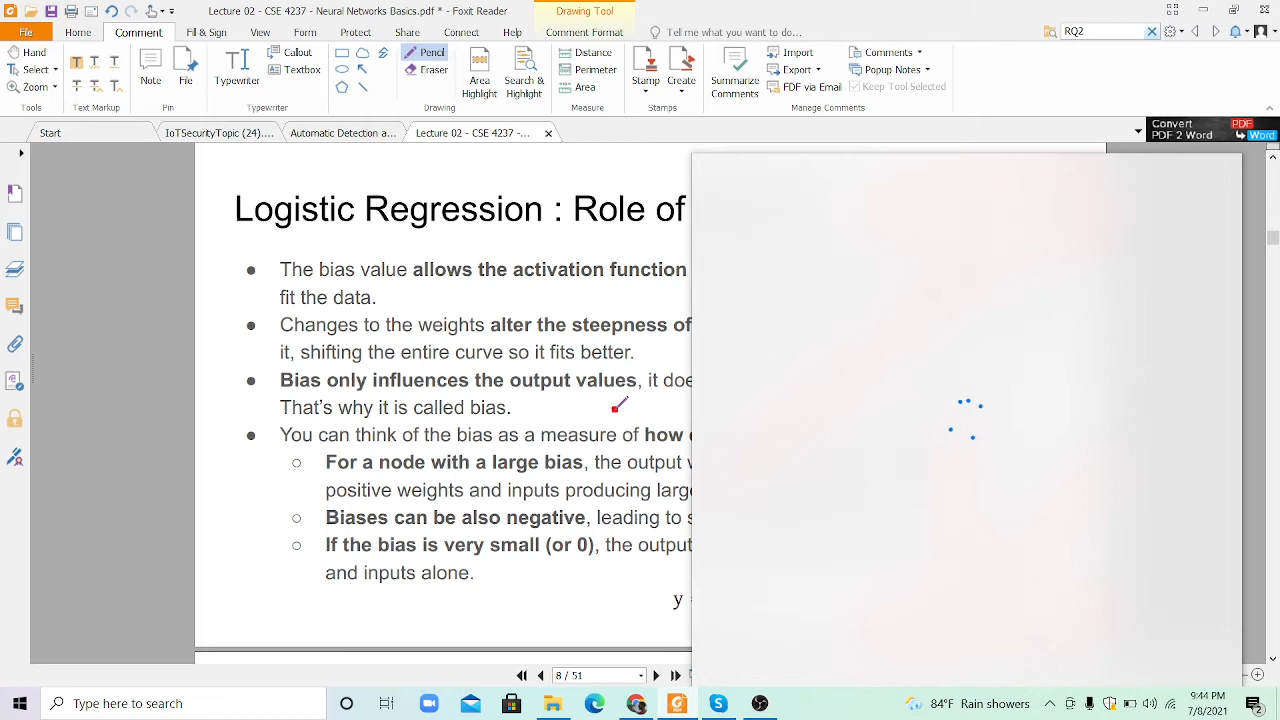 Lecture 02 - CSE 4237 - Neural Networks Basics.pdf * - Foxit Reader
Drawing Tool
File Home Comment Fill & Sign View Form Protect Share Connect Help Comment Format Tell me what you want to do...
RQ2
Hand
Select
Zoom
Tools
Text Markup
Note
File
Pin
Typewriter
Callout
Textbox
Typewriter
Pencil
Eraser
Drawing
Area Highlight
Search & Highlight
Distance
Perimeter
Area
Measure
Stamp
Create
Stamps
Summarize Comments
Import
Export
FDF via Email
Comments
Popup Notes
Keep Tool Selected
Manage Comments
Start
IoTSecurityTopic (24)....
Automatic Detection a...
Lecture 02 - CSE 4237 -...
Convert PDF
PDF 2 Word Word
Logistic Regression : Role of
● The bias value allows the activation function
fit the data.
● Changes to the weights alter the steepness of
it, shifting the entire curve so it fits better.
● Bias only influences the output values, it doe
That's why it is called bias.
● You can think of the bias as a measure of how
○ For a node with a large bias, the output
positive weights and inputs producing larg
○ Biases can be also negative, leading to s
○ If the bias is very small (or 0), the output
and inputs alone.
y
8 / 51
Type here to search
84°F Rain showers
9:44 PM
7/8/2021
2